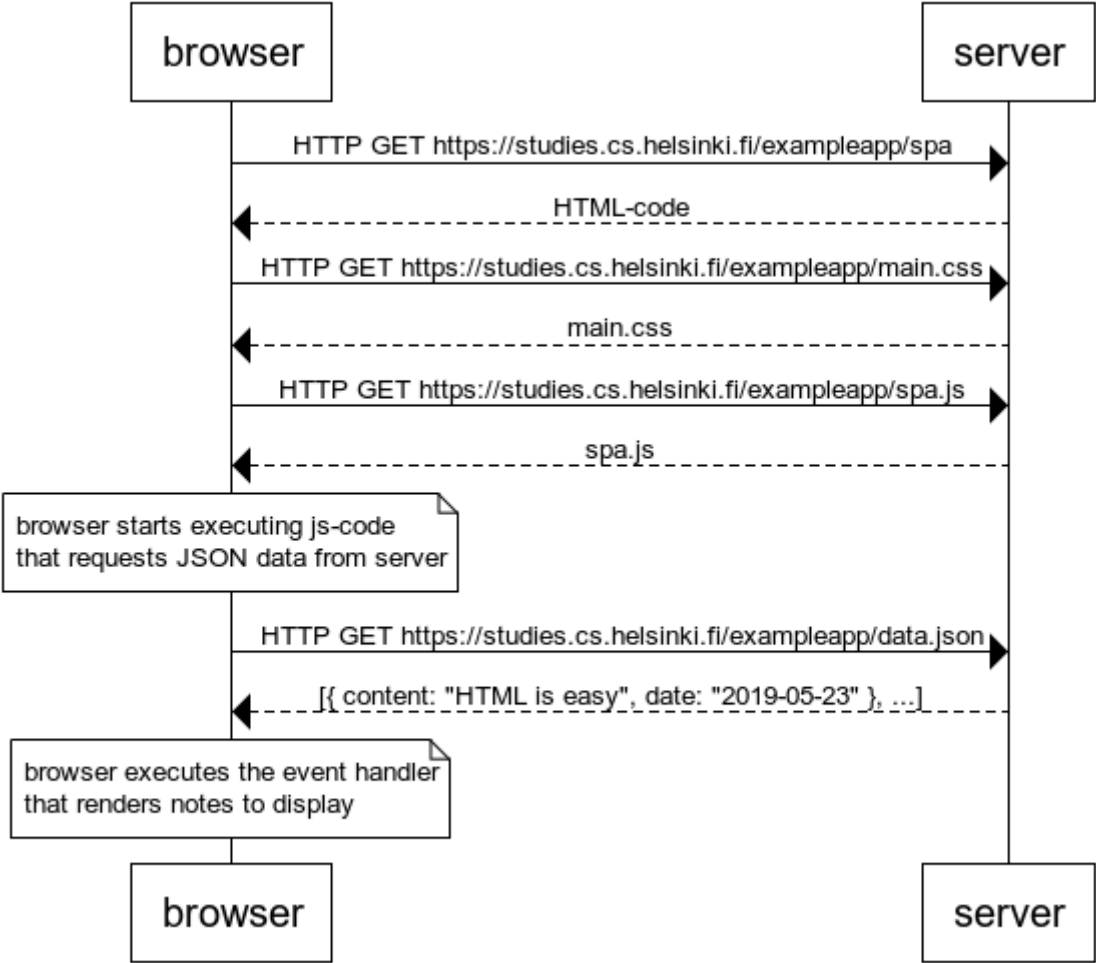 browser
server
HTTP GET https://studies.cs.helsinki.fi/exampleapp/spa
HTML-code
HTTP GET https://studies.cs.helsinki.fi/exampleapp/main.css
main.css
HTTP GET https://studies.cs.helsinki.fi/exampleapp/spa.js
spa.js
browser starts executing js-code
that requests JSON data from server
HTTP GET https://studies.cs.helsinki.fi/exampleapp/data.json
[{ content: "HTML is easy", date: "2019-05-23" }, ...]
browser executes the event handler
that renders notes to display
browser
server